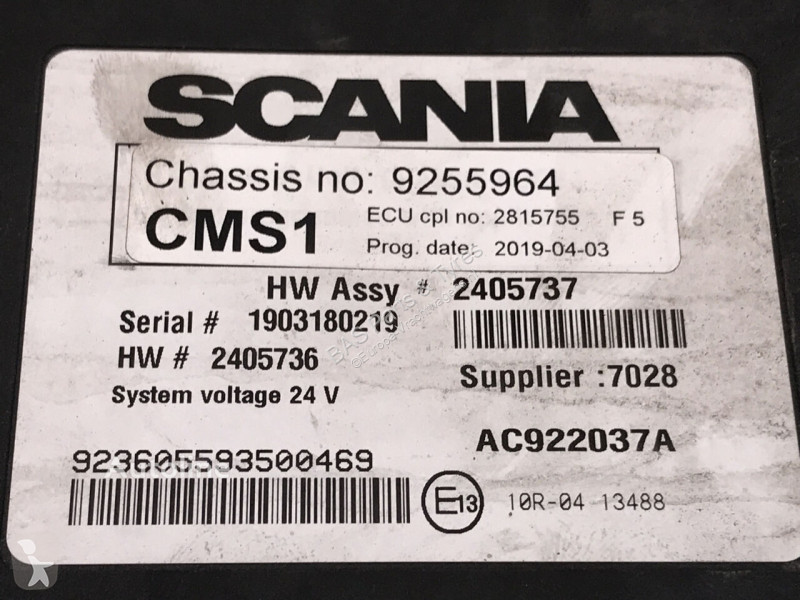 SCANIA
Chassis no: 9255964
CMS1 ECU cpl no: 2815755 F 5
Prog. date: 2019-04-03
HW Assy # 2405737
Serial # 1903180219
HW # 2405736
Supplier :7028
System voltage 24 V
AC922037A
923605593500469
E13 10R-04 13488